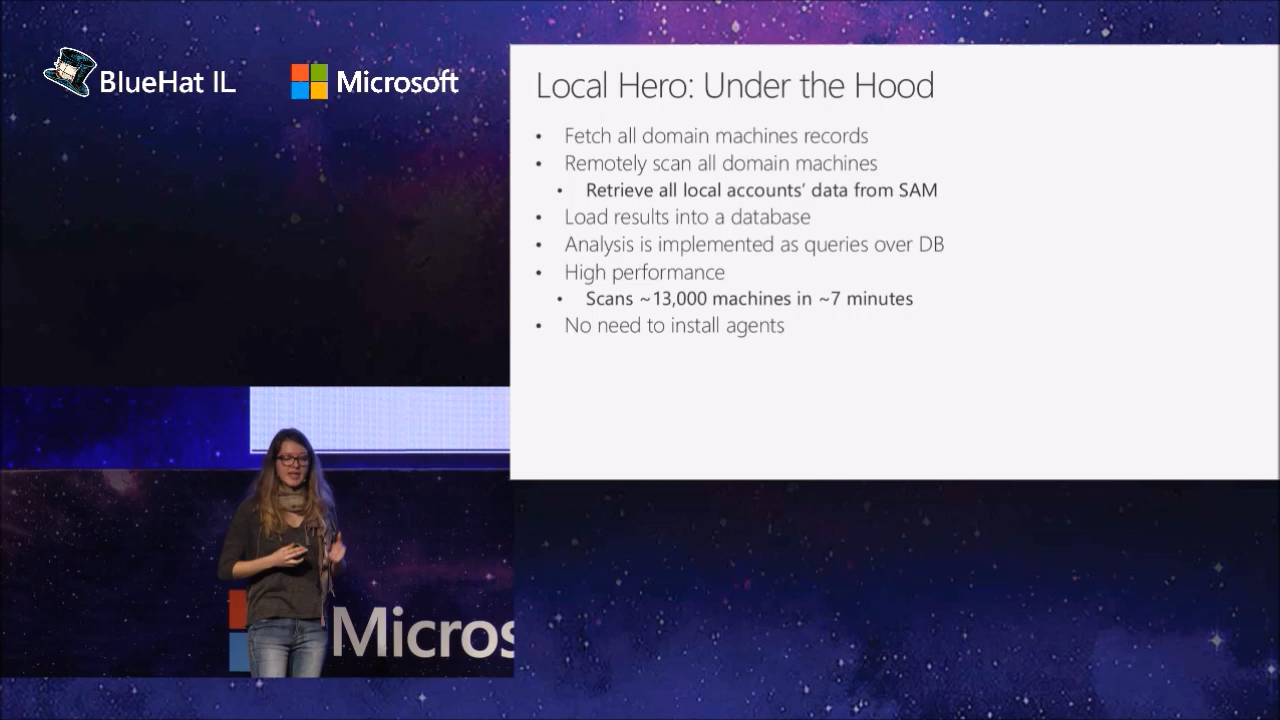 BlueHat IL
Microsoft
Local Hero: Under the Hood
• Fetch all domain machines records
• Remotely scan all domain machines
• Retrieve all local accounts’ data from SAM
• Load results into a database
• Analysis is implemented as queries over DB
• High performance
• Scans ~13,000 machines in ~7 minutes
• No need to install agents
Micros